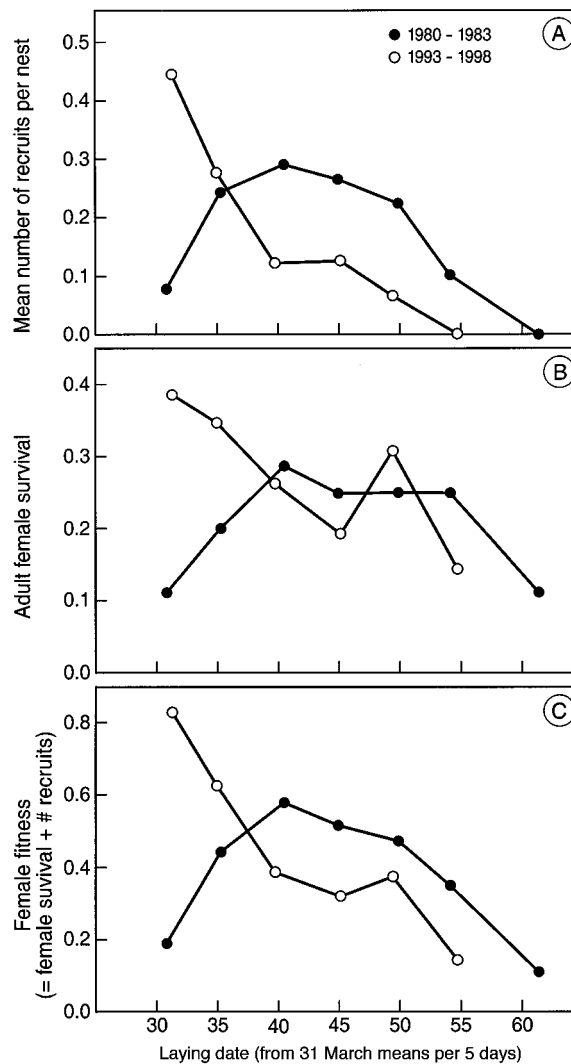 A
● 1980 - 1983
○ 1993 - 1998
Mean number of recruits per nest
0.5
0.4
0.3
0.2
0.1
0.0
B
Adult female survival
0.4
0.3
0.2
0.1
0.0
C
Female fitness
(= female suvival + # recruits)
0.8
0.6
0.4
0.2
0.0
30 35 40 45 50 55 60
Laying date (from 31 March means per 5 days)